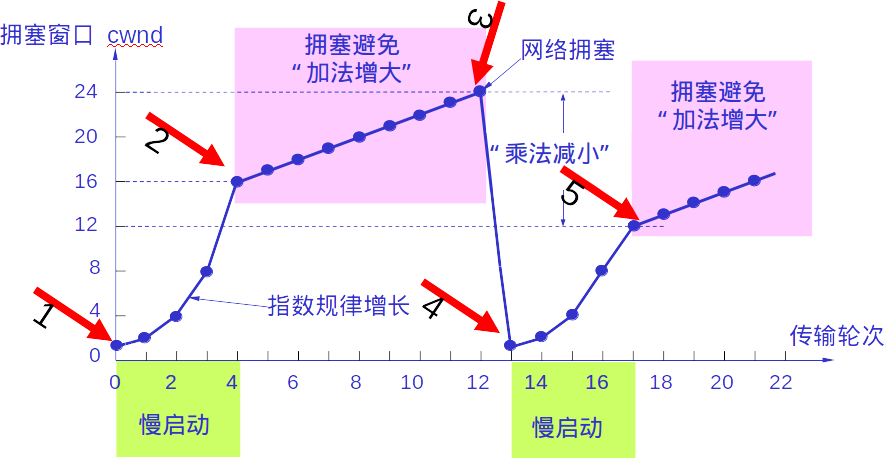 拥塞窗口 cwnd
3
拥塞避免
“加法增大”
网络拥塞
拥塞避免
“加法增大”
24
2
20
“乘法减小”
16
5
12
8
1
4
指数规律增长
4
0
传输轮次
0 2 4 6 8 10 12 14 16 18 20 22
慢启动
慢启动